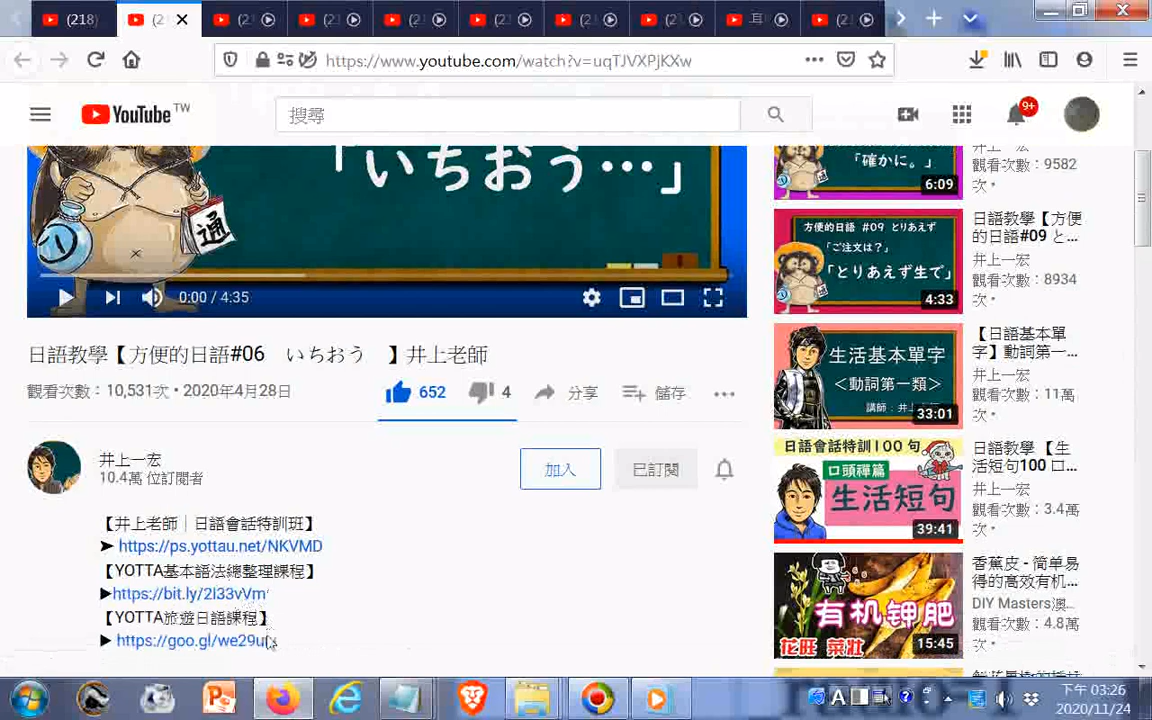 (218)
https://www.youtube.com/watch?v=uqTJVXPjKXw
YouTube TW
搜尋
9+
「いちおう…」
通
0:00 / 4:35
日語教學【方便的日語#06 いちおう 】井上老師
觀看次數：10,531次 • 2020年4月28日
652
4
分享
儲存
井上一宏
10.4萬 位訂閱者
加入
已訂閱
【井上老師│日語會話特訓班】
➤ https://ps.yottau.net/NKVMD
【YOTTA基本語法總整理課程】
▶https://bit.ly/2I33vVm
【YOTTA旅遊日語課程】
▶ https://goo.gl/we29u
「確かに。」
6:09
井上一宏
觀看次數：9582次 •
方便的日語 #09 とりあえず
「ご注文は？」
「とりあえず生で」
4:33
日語教學【方便的日語#09 と...
井上一宏
觀看次數：8934次 •
生活基本單字
＜動詞第一類＞
講師：井上
33:01
【日語基本單字】動詞第一...
井上一宏
觀看次數：11萬次 •
日語會話特訓100句
口頭禪篇
生活短句
39:41
日語教學 【生活短句100 口...
井上一宏
觀看次數：3.4萬次 •
有机钾肥
花旺 菜壯
15:45
香蕉皮 - 简单易得的高效有机...
DIY Masters澳...
觀看次數：4.8萬次 •
下午 03:26
2020/11/24